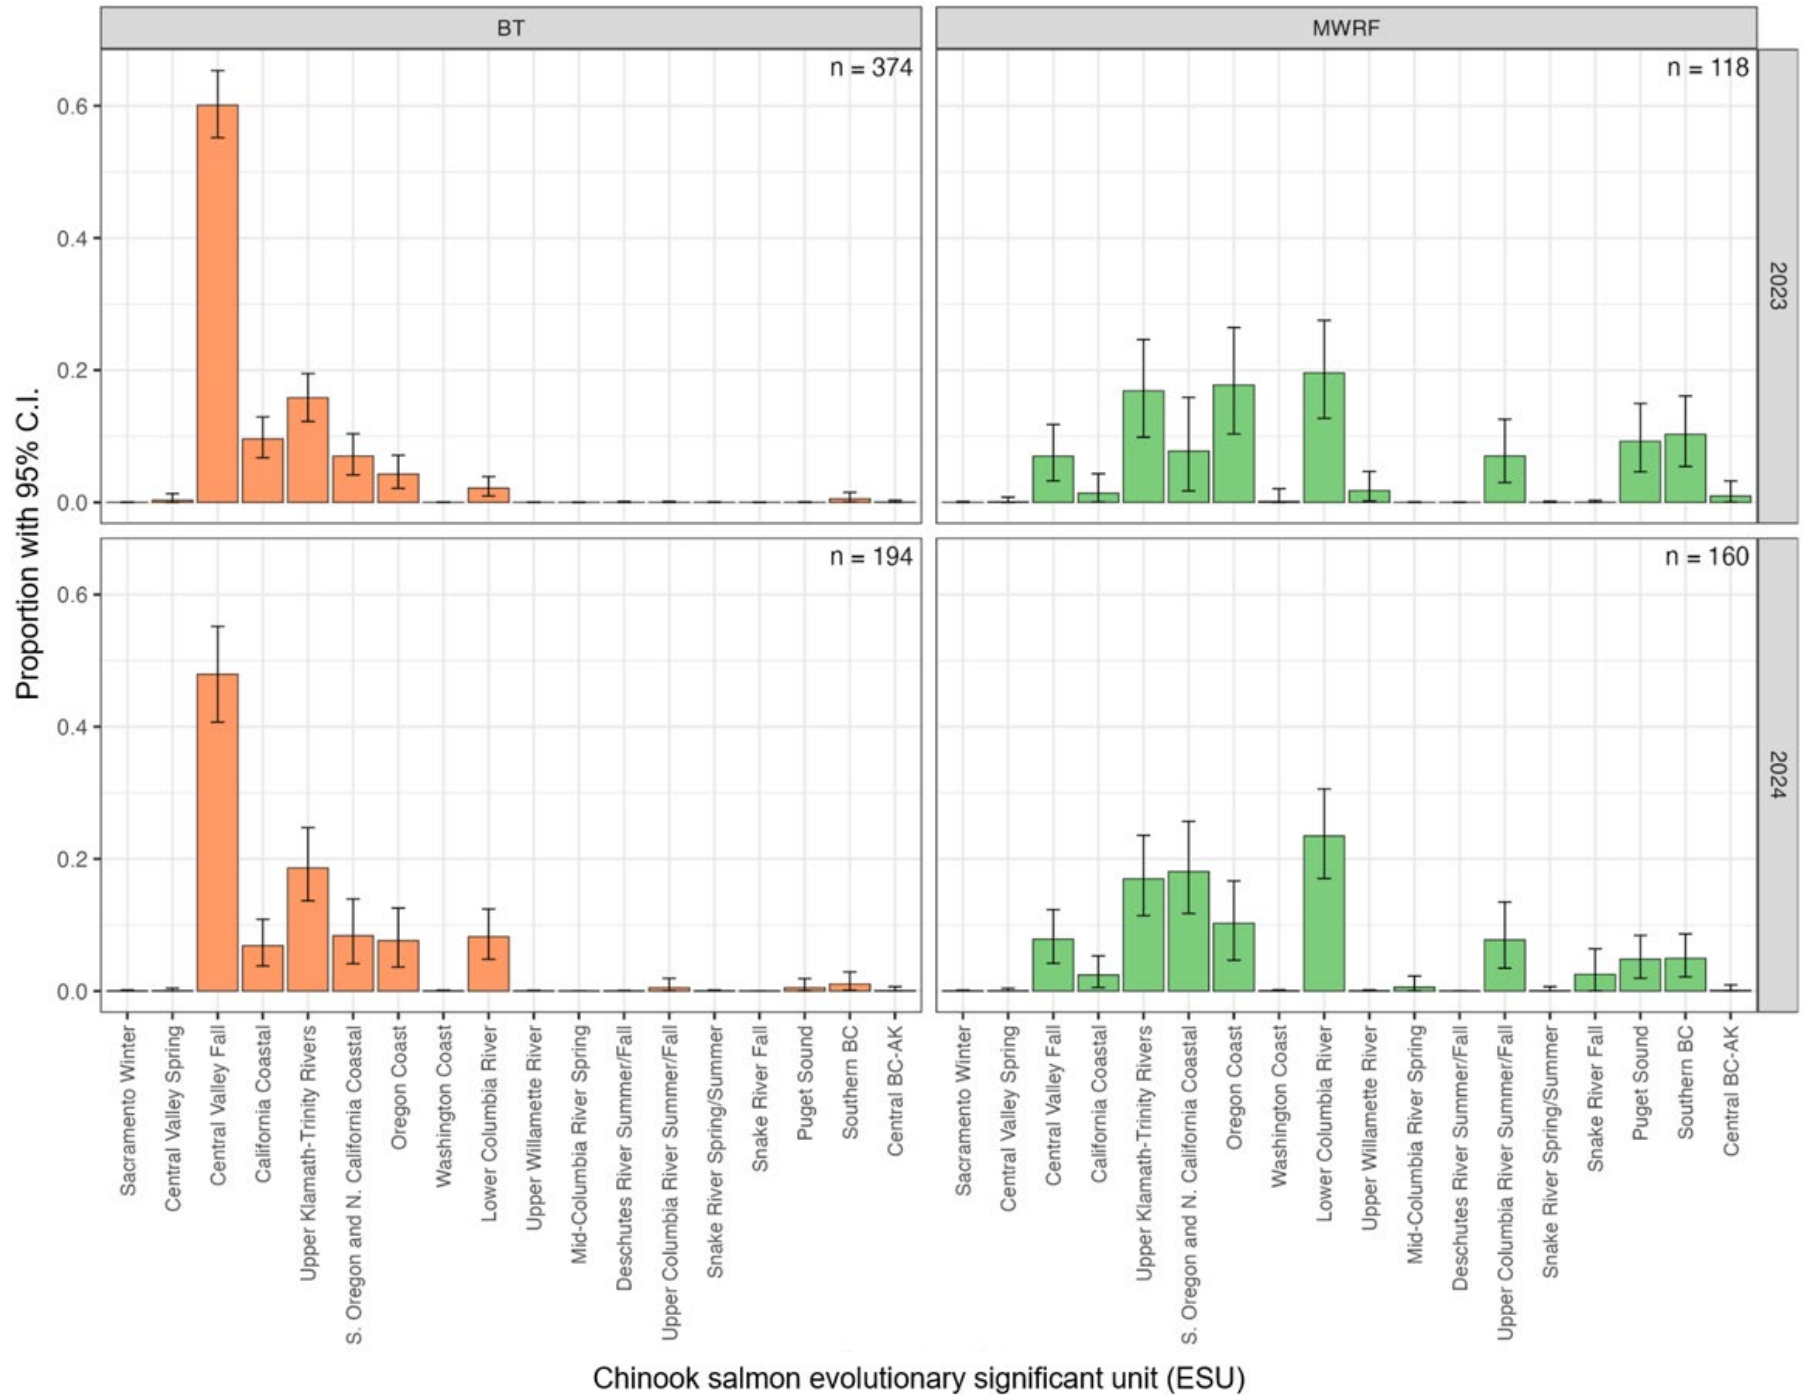 BT
MWRF
n = 374
n = 118
0.6
0.4
0.2
0.0
2023
n = 194
n = 160
0.6
0.4
0.2
0.0
2024
Proportion with 95% C.I.
Sacramento Winter
Central Valley Spring
Central Valley Fall
California Coastal
Upper Klamath-Trinity Rivers
S. Oregon and N. California Coastal
Oregon Coast
Washington Coast
Lower Columbia River
Upper Willamette River
Mid-Columbia River Spring
Deschutes River Summer/Fall
Upper Columbia River Summer/Fall
Snake River Spring/Summer
Snake River Fall
Puget Sound
Southern BC
Central BC-AK
Sacramento Winter
Central Valley Spring
Central Valley Fall
California Coastal
Upper Klamath-Trinity Rivers
S. Oregon and N. California Coastal
Oregon Coast
Washington Coast
Lower Columbia River
Upper Willamette River
Mid-Columbia River Spring
Deschutes River Summer/Fall
Upper Columbia River Summer/Fall
Snake River Spring/Summer
Snake River Fall
Puget Sound
Southern BC
Central BC-AK
Chinook salmon evolutionary significant unit (ESU)